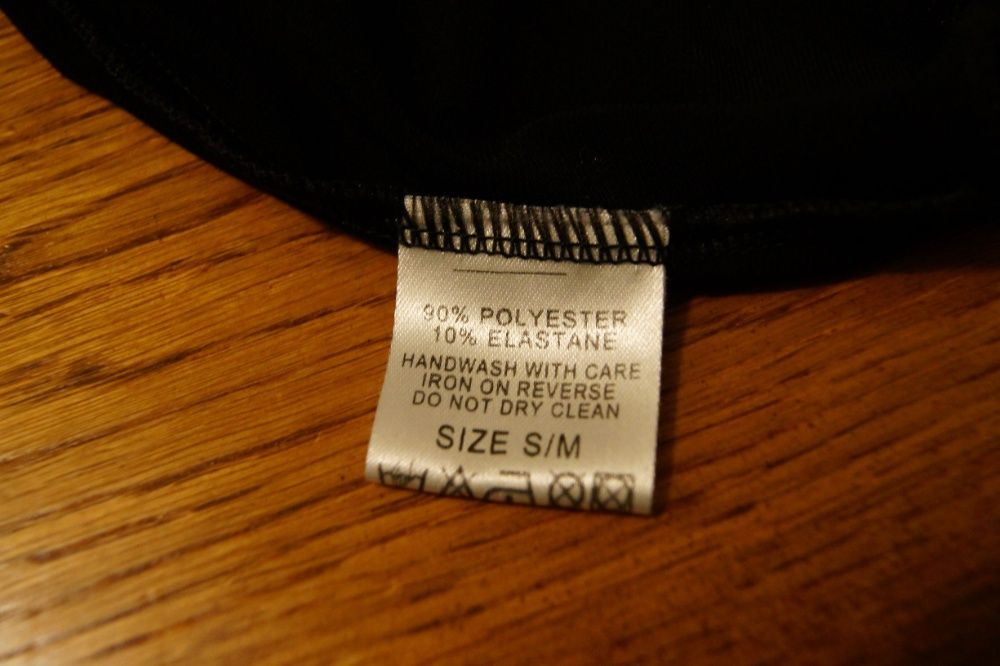 90% POLYESTER
10% ELASTANE
HANDWASH WITH CARE
IRON ON REVERSE
DO NOT DRY CLEAN
SIZE S/M